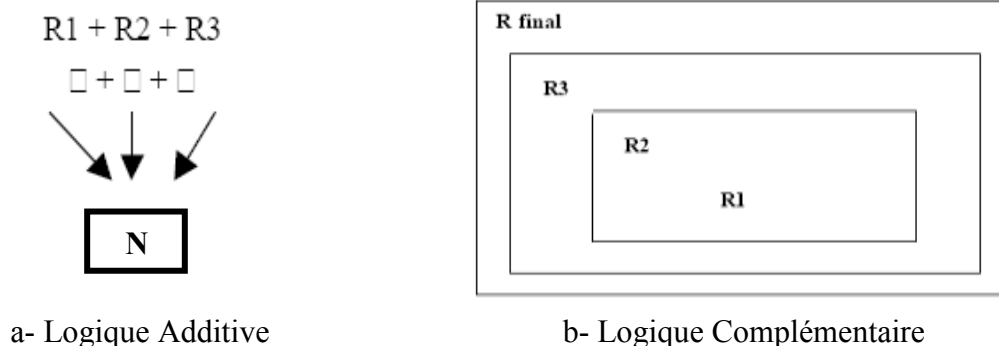 R1 + R2 + R3
□ + □ + □
N
a- Logique Additive
R final
R3
R2
R1
b- Logique Complémentaire